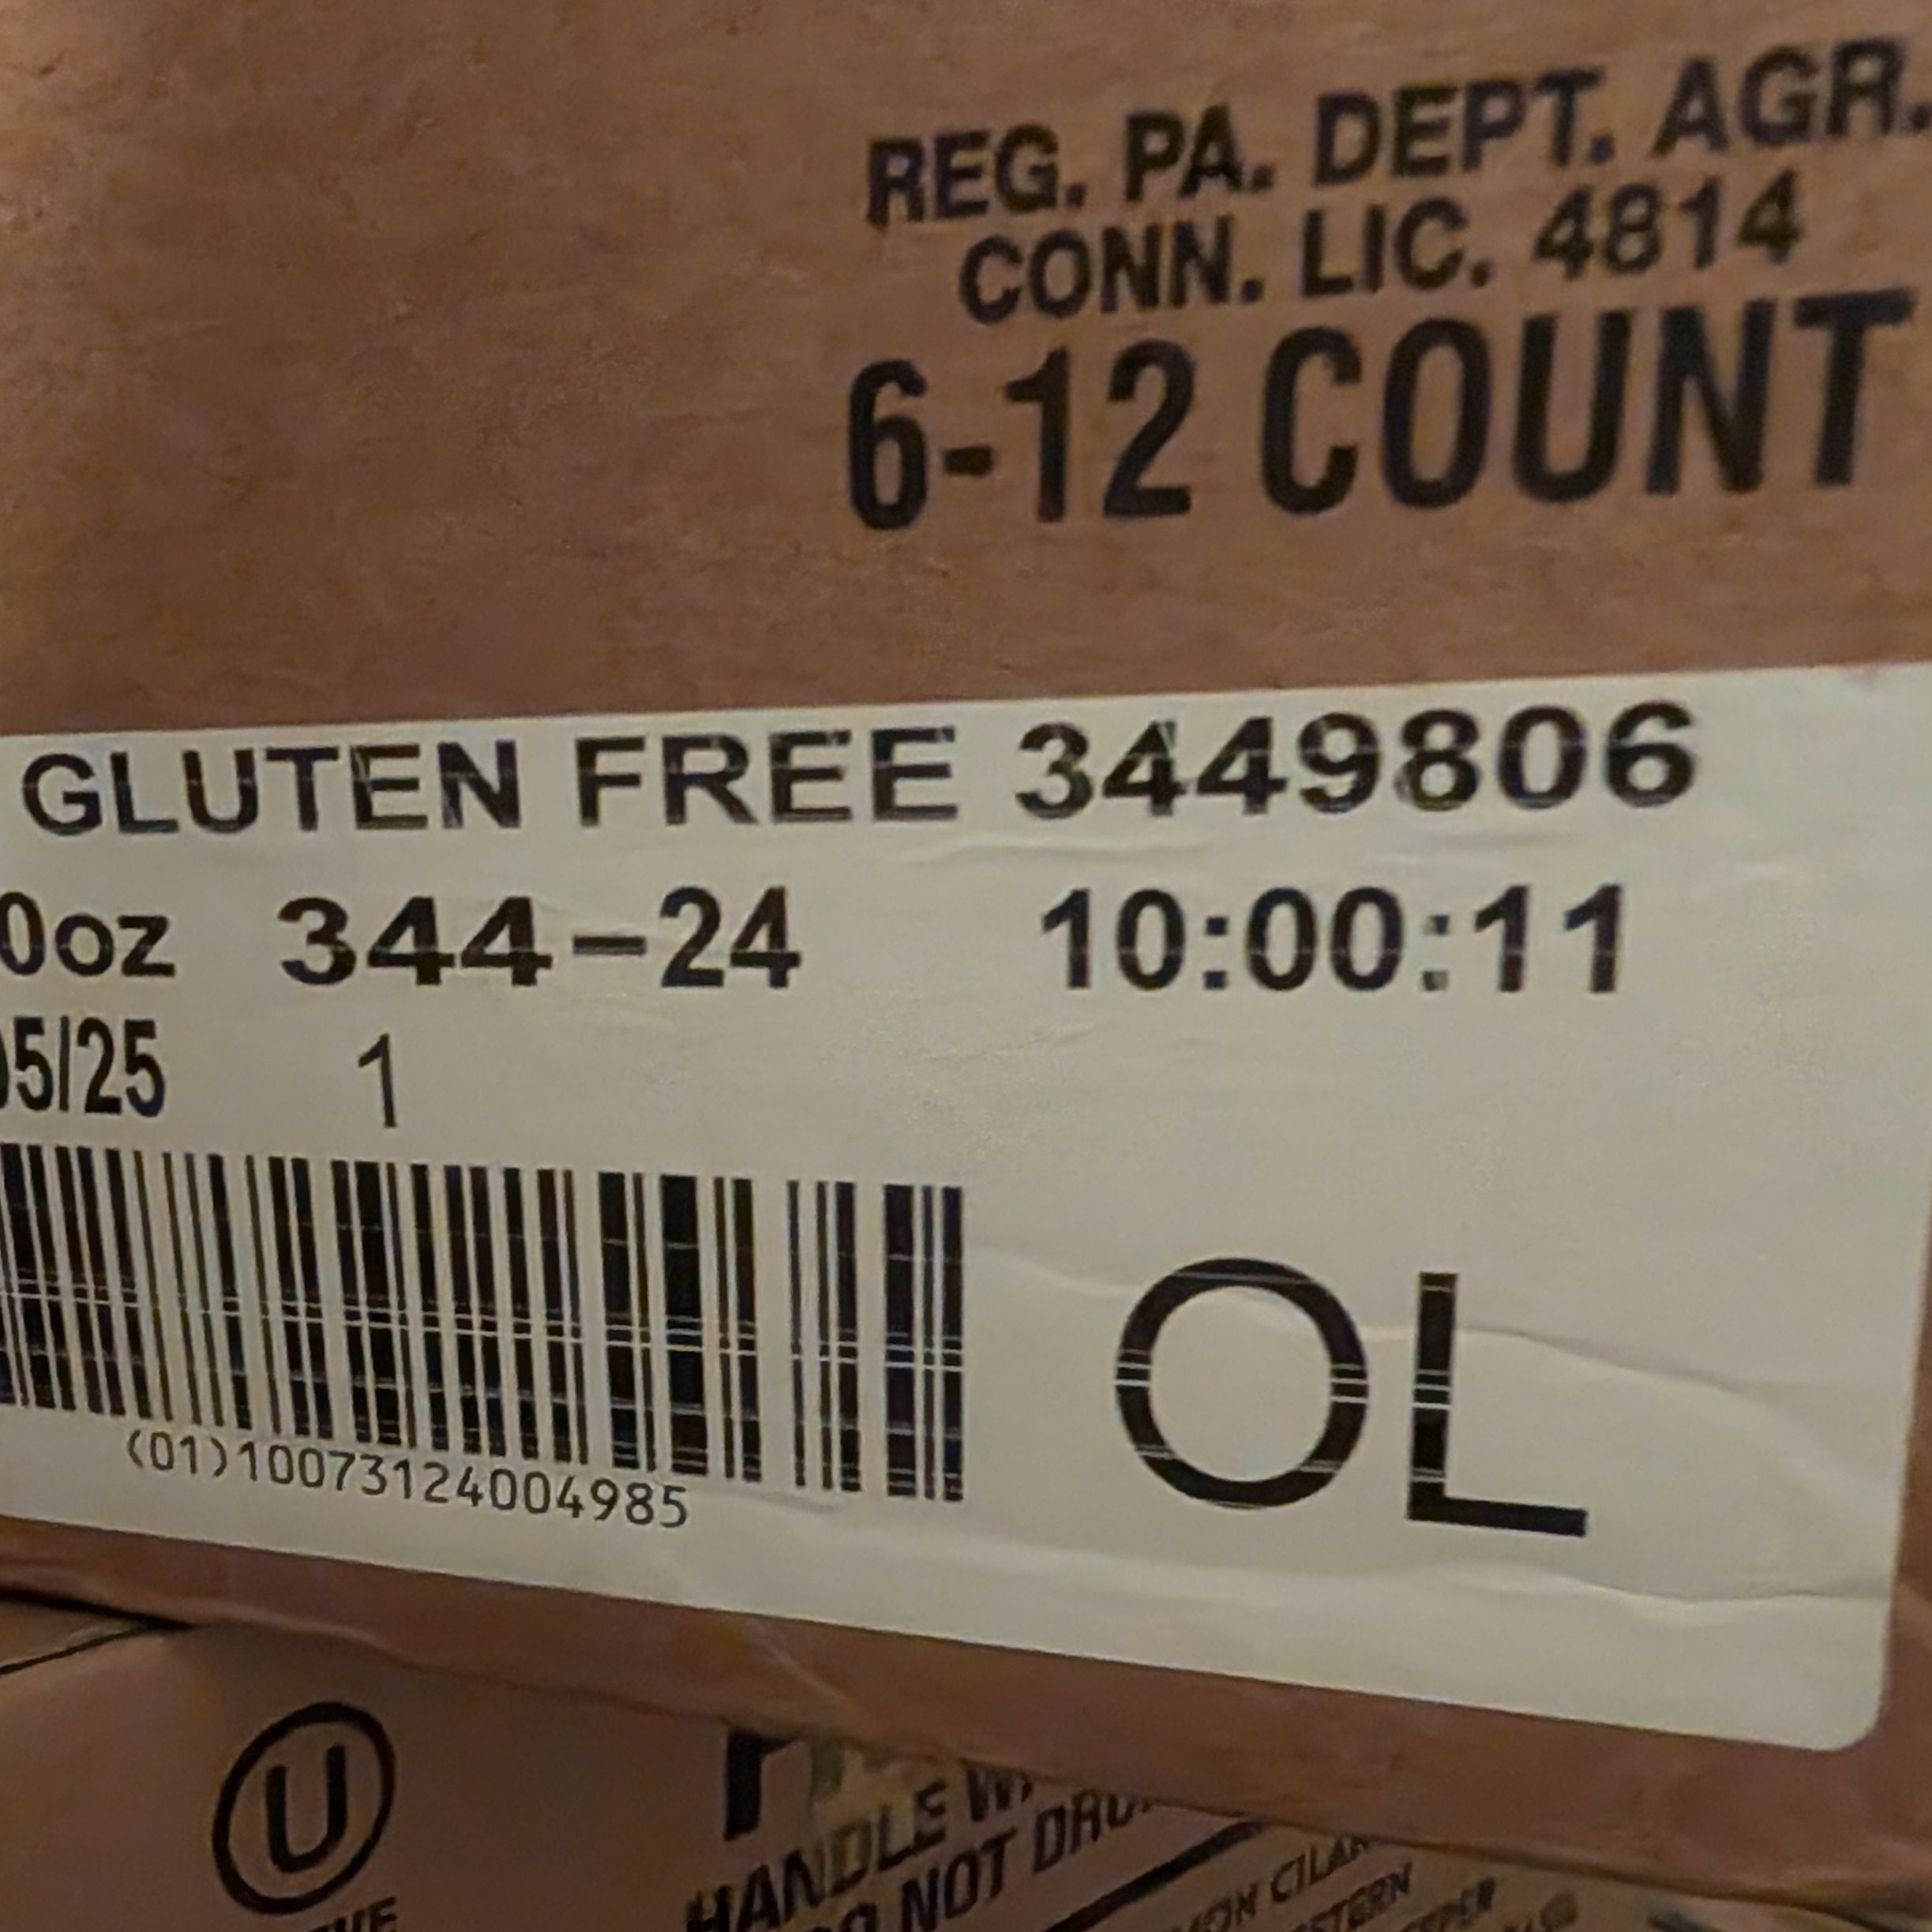 REG. PA. DEPT. AGR.
CONN. LIC. 4814
6-12 COUNT
GLUTEN FREE 3449806
0oz 344-24 10:00:11
05/25 1
(01)10073124004985
OL
U
HANDLE
NOT